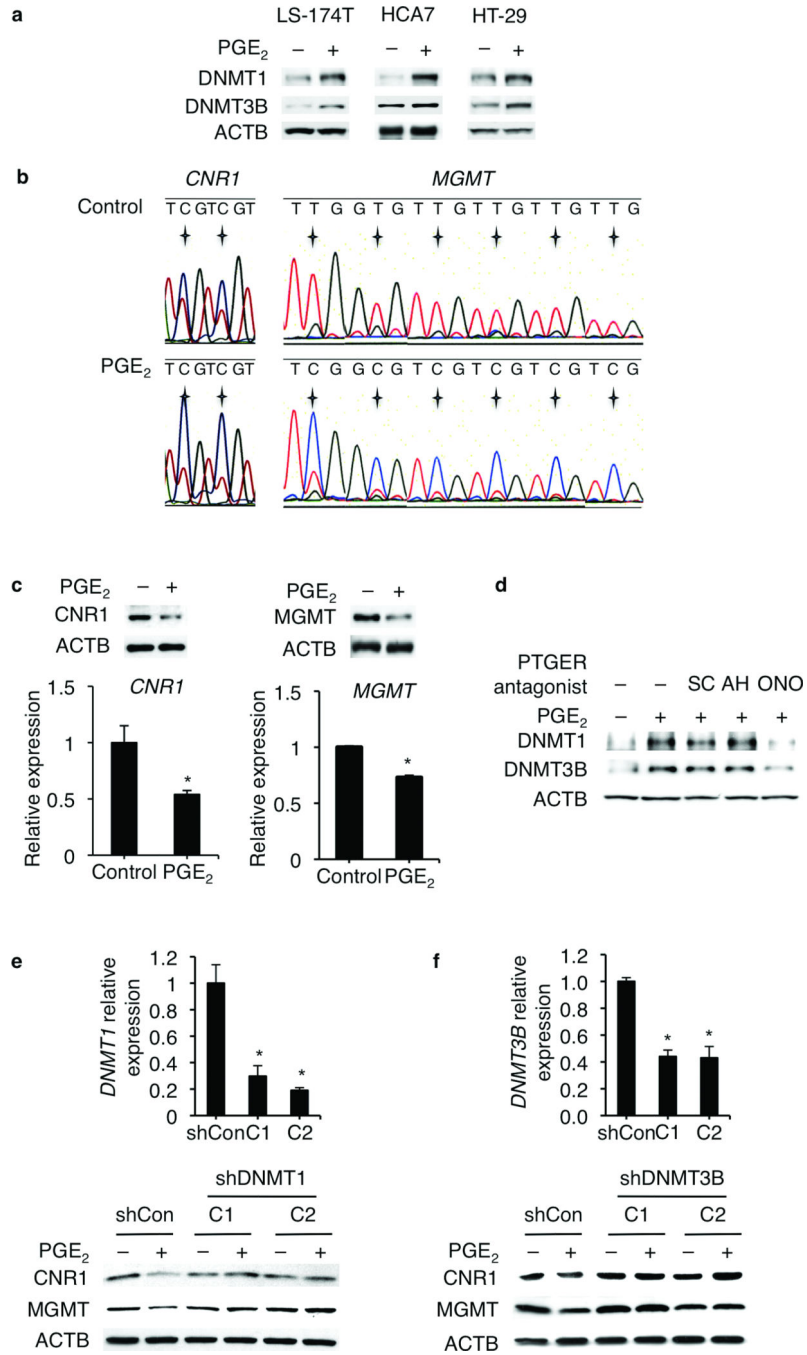 a
LS-174T HCA7 HT-29
PGE2 – + – + – +
DNMT1
DNMT3B
ACTB
b
CNR1 MGMT
Control T C G T C G T T T G G T G T T G T T G T T G T T G
PGE2 T C G T C G T T C G G C G T C G T C G T C G T C G
c
PGE2 – +
CNR1
ACTB
CNR1
Relative expression
1.5
1
0.5
0
*
Control PGE2
PGE2 – +
MGMT
ACTB
MGMT
Relative expression
1.5
1
0.5
0
*
Control PGE2
d
PTGER
antagonist – – SC AH ONO
PGE2 – + + + +
DNMT1
DNMT3B
ACTB
e
DNMT1 relative
expression
1.2
1
0.8
0.6
0.4
0.2
0
* *
shCon C1 C2
shDNMT1
shCon C1 C2
PGE2 – + – + – +
CNR1
MGMT
ACTB
f
DNMT3B relative
expression
1.2
1.0
0.8
0.6
0.4
0.2
0.0
* *
shCon C1 C2
shDNMT3B
shCon C1 C2
PGE2 – + – + – +
CNR1
MGMT
ACTB